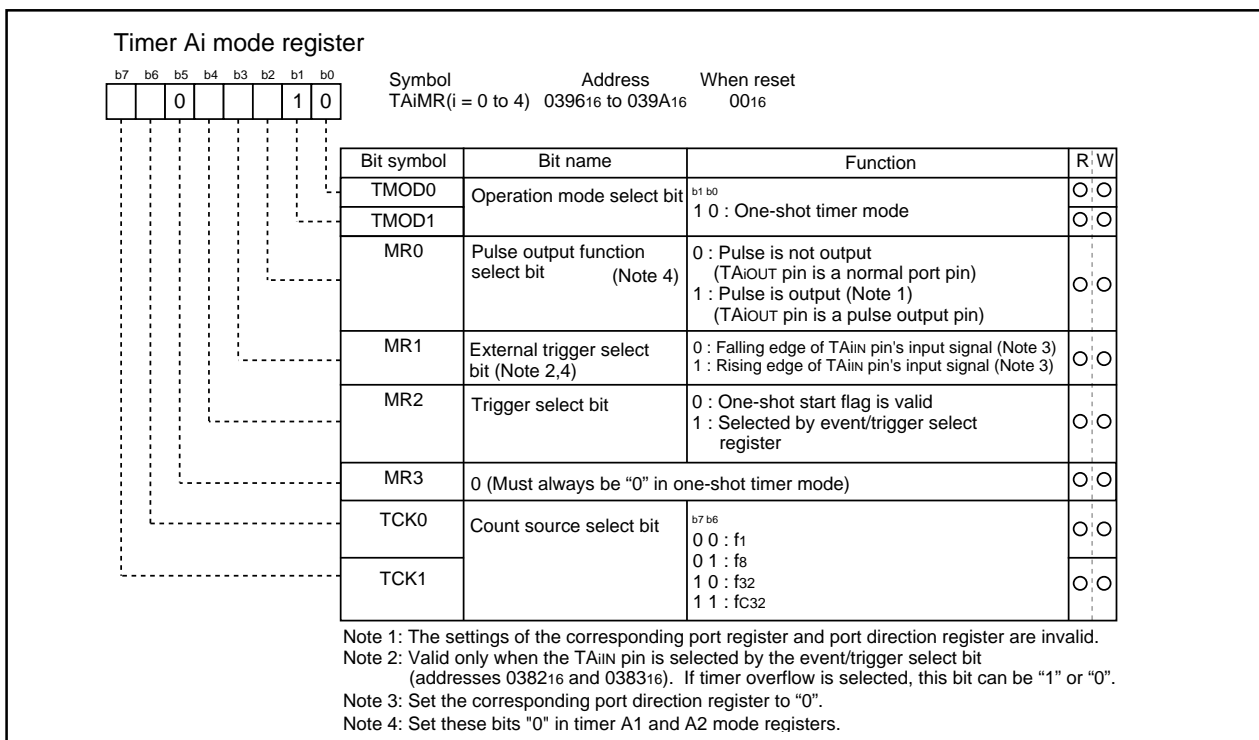 Timer Ai mode register
b7 b6 b5 b4 b3 b2 b1 b0
0 1 0
Symbol Address When reset
TAiMR(i = 0 to 4) 039616 to 039A16 0016
Bit symbol Bit name Function R W
TMOD0
TMOD1
Operation mode select bit
b1 b0
1 0 : One-shot timer mode
MR0
Pulse output function
select bit (Note 4)
0 : Pulse is not output
(TAiOUT pin is a normal port pin)
1 : Pulse is output (Note 1)
(TAiOUT pin is a pulse output pin)
MR1
External trigger select
bit (Note 2,4)
0 : Falling edge of TAiIN pin's input signal (Note 3)
1 : Rising edge of TAiIN pin's input signal (Note 3)
MR2
Trigger select bit
0 : One-shot start flag is valid
1 : Selected by event/trigger select
register
MR3
0 (Must always be “0” in one-shot timer mode)
TCK0
TCK1
Count source select bit
b7 b6
0 0 : f1
0 1 : f8
1 0 : f32
1 1 : fC32
Note 1: The settings of the corresponding port register and port direction register are invalid.
Note 2: Valid only when the TAiIN pin is selected by the event/trigger select bit
(addresses 038216 and 038316). If timer overflow is selected, this bit can be “1” or “0”.
Note 3: Set the corresponding port direction register to “0”.
Note 4: Set these bits "0" in timer A1 and A2 mode registers.